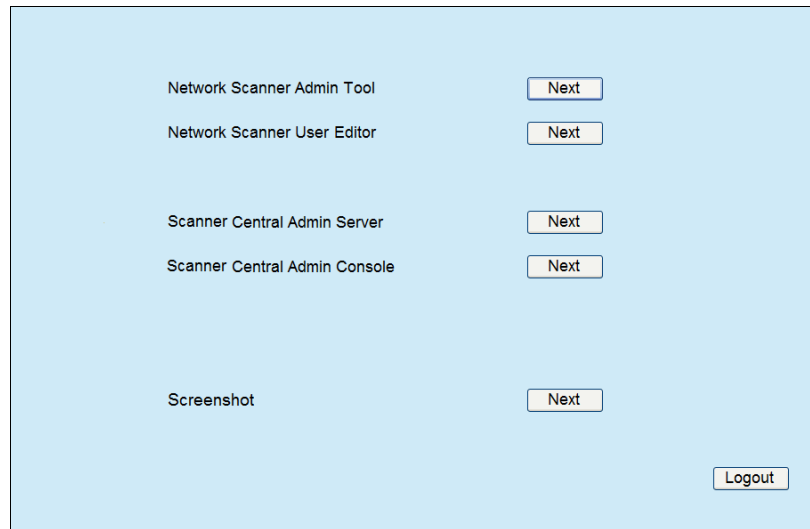 Network Scanner Admin Tool Next
Network Scanner User Editor Next
Scanner Central Admin Server Next
Scanner Central Admin Console Next
Screenshot Next
Logout